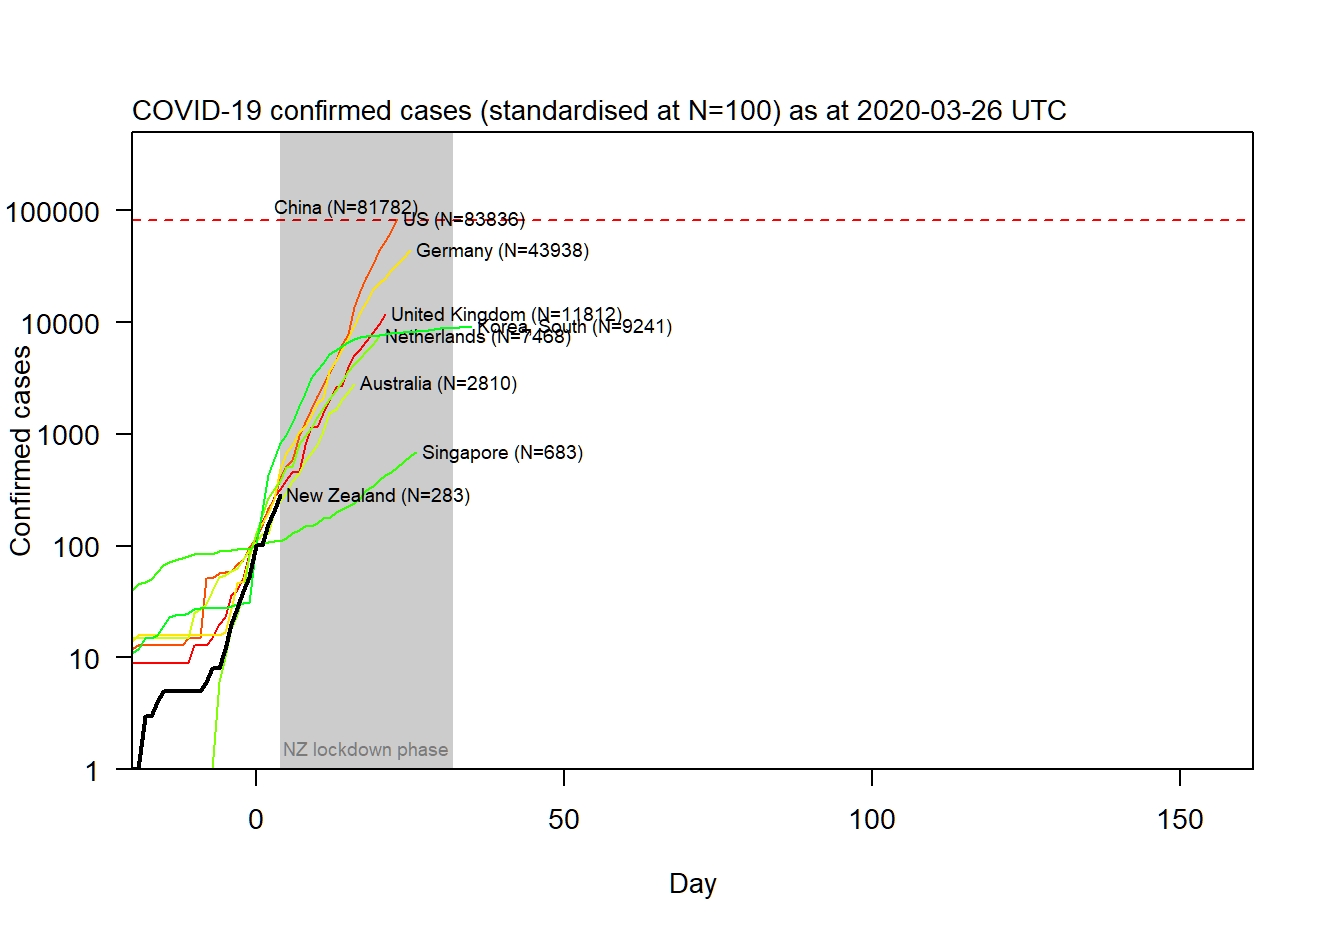 COVID-19 confirmed cases (standardised at N=100) as at 2020-03-26 UTC
100000
10000
1000
100
10
1
Confirmed cases
China (N=81782)
US (N=83836)
Germany (N=43938)
United Kingdom (N=11812)
Korea, South (N=9241)
Netherlands (N=7468)
Australia (N=2810)
Singapore (N=683)
New Zealand (N=283)
NZ lockdown phase
0
50
100
150
Day